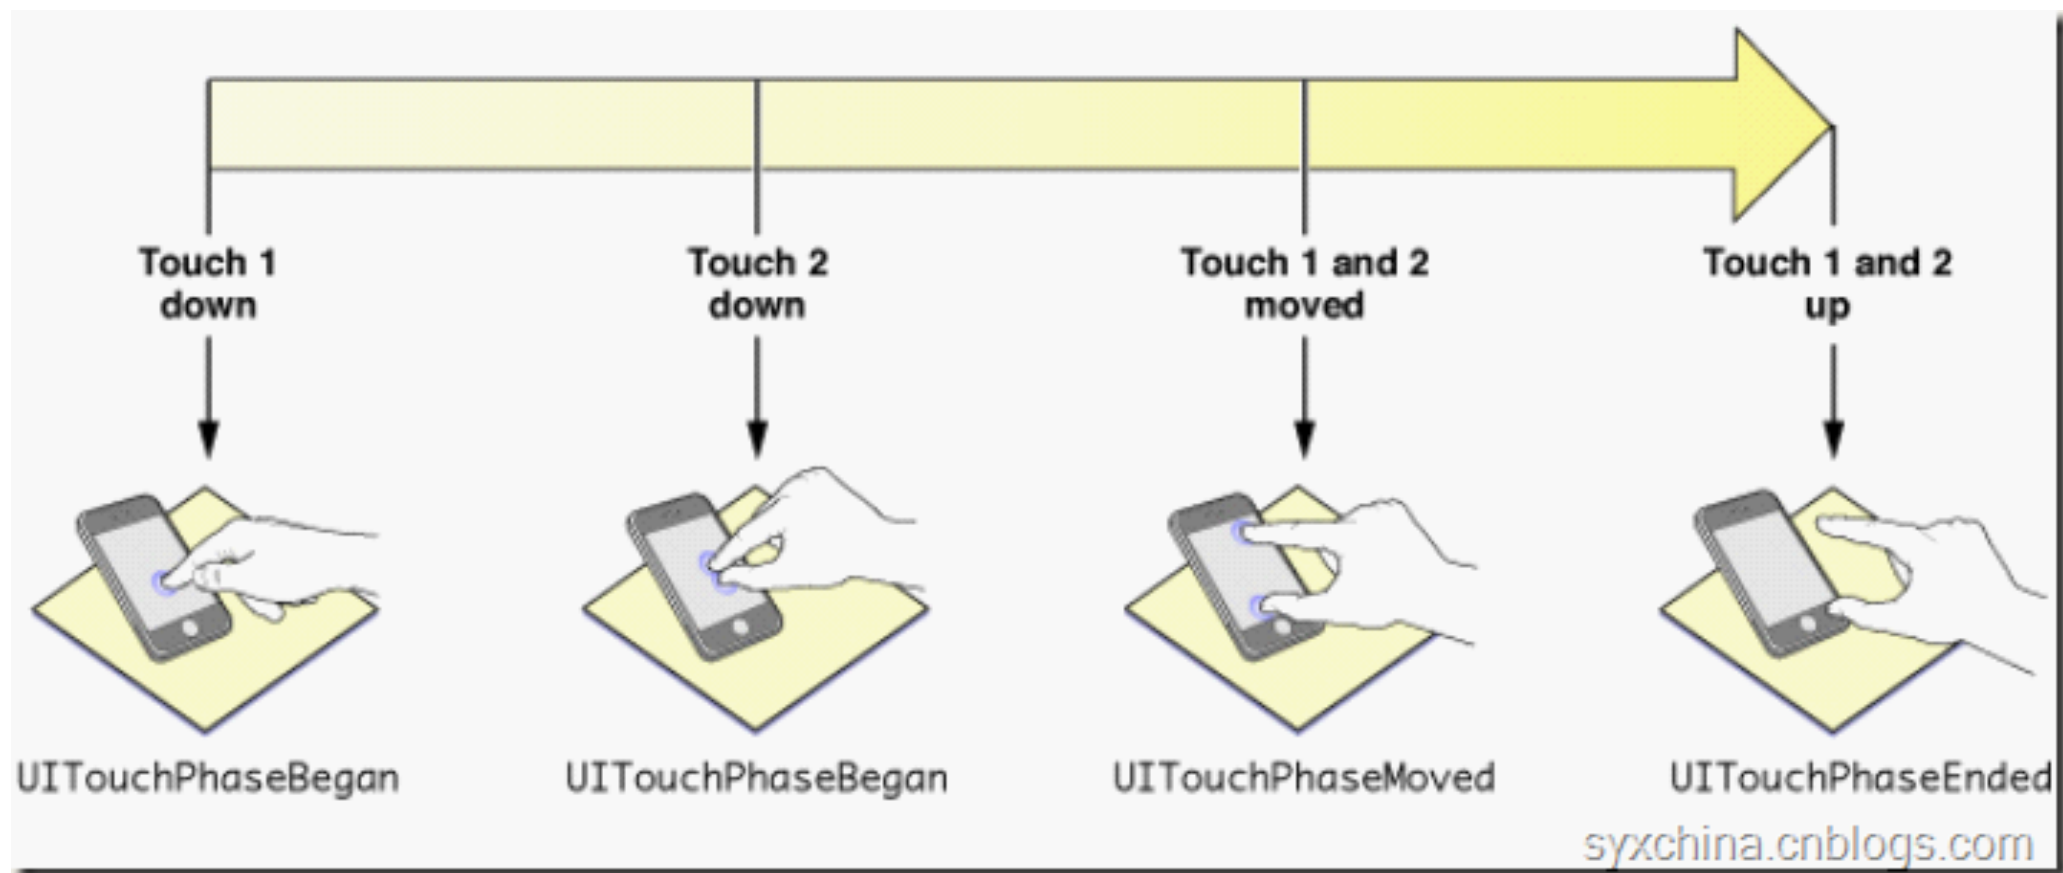 Touch 1
down
Touch 2
down
Touch 1 and 2
moved
Touch 1 and 2
up
UITouchPhaseBegan
UITouchPhaseBegan
UITouchPhaseMoved
UITouchPhaseEnded
syxchina.cnblogs.com